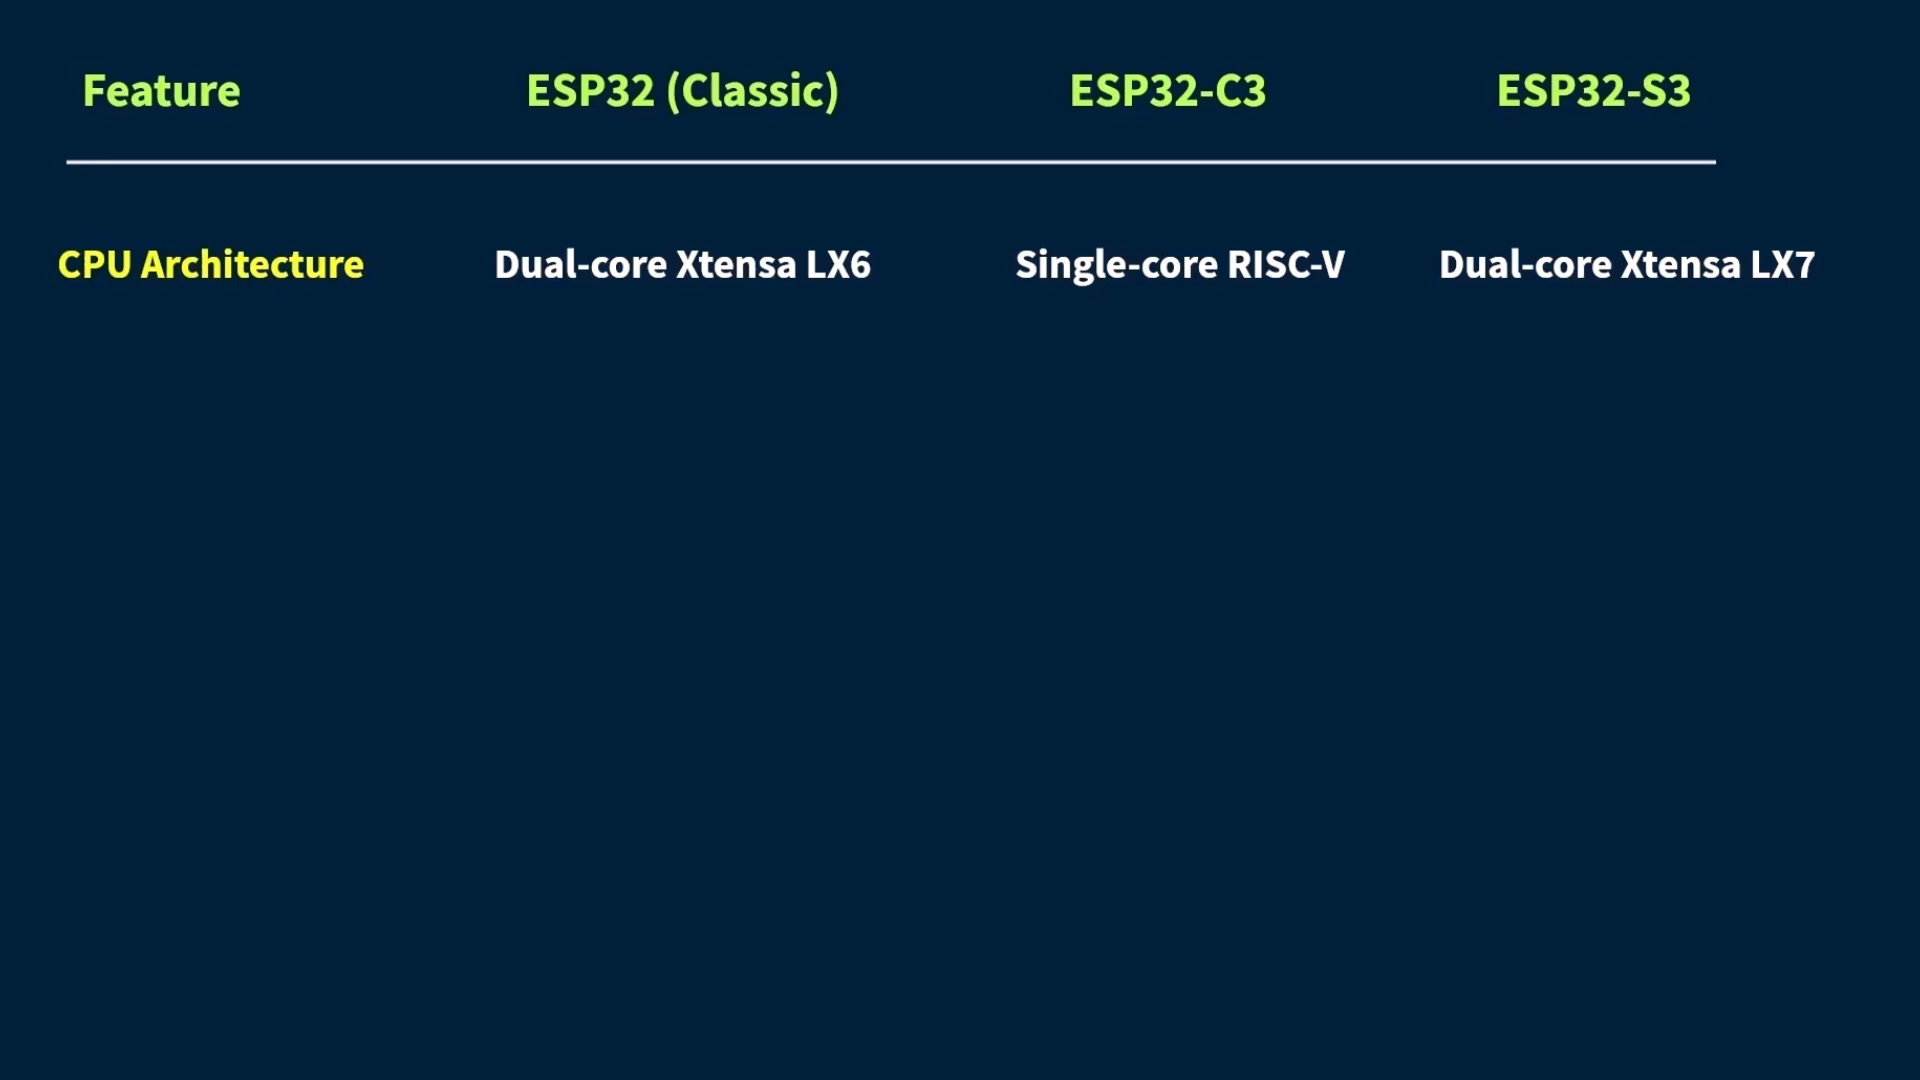 Feature ESP32 (Classic) ESP32-C3 ESP32-S3
CPU Architecture Dual-core Xtensa LX6 Single-core RISC-V Dual-core Xtensa LX7